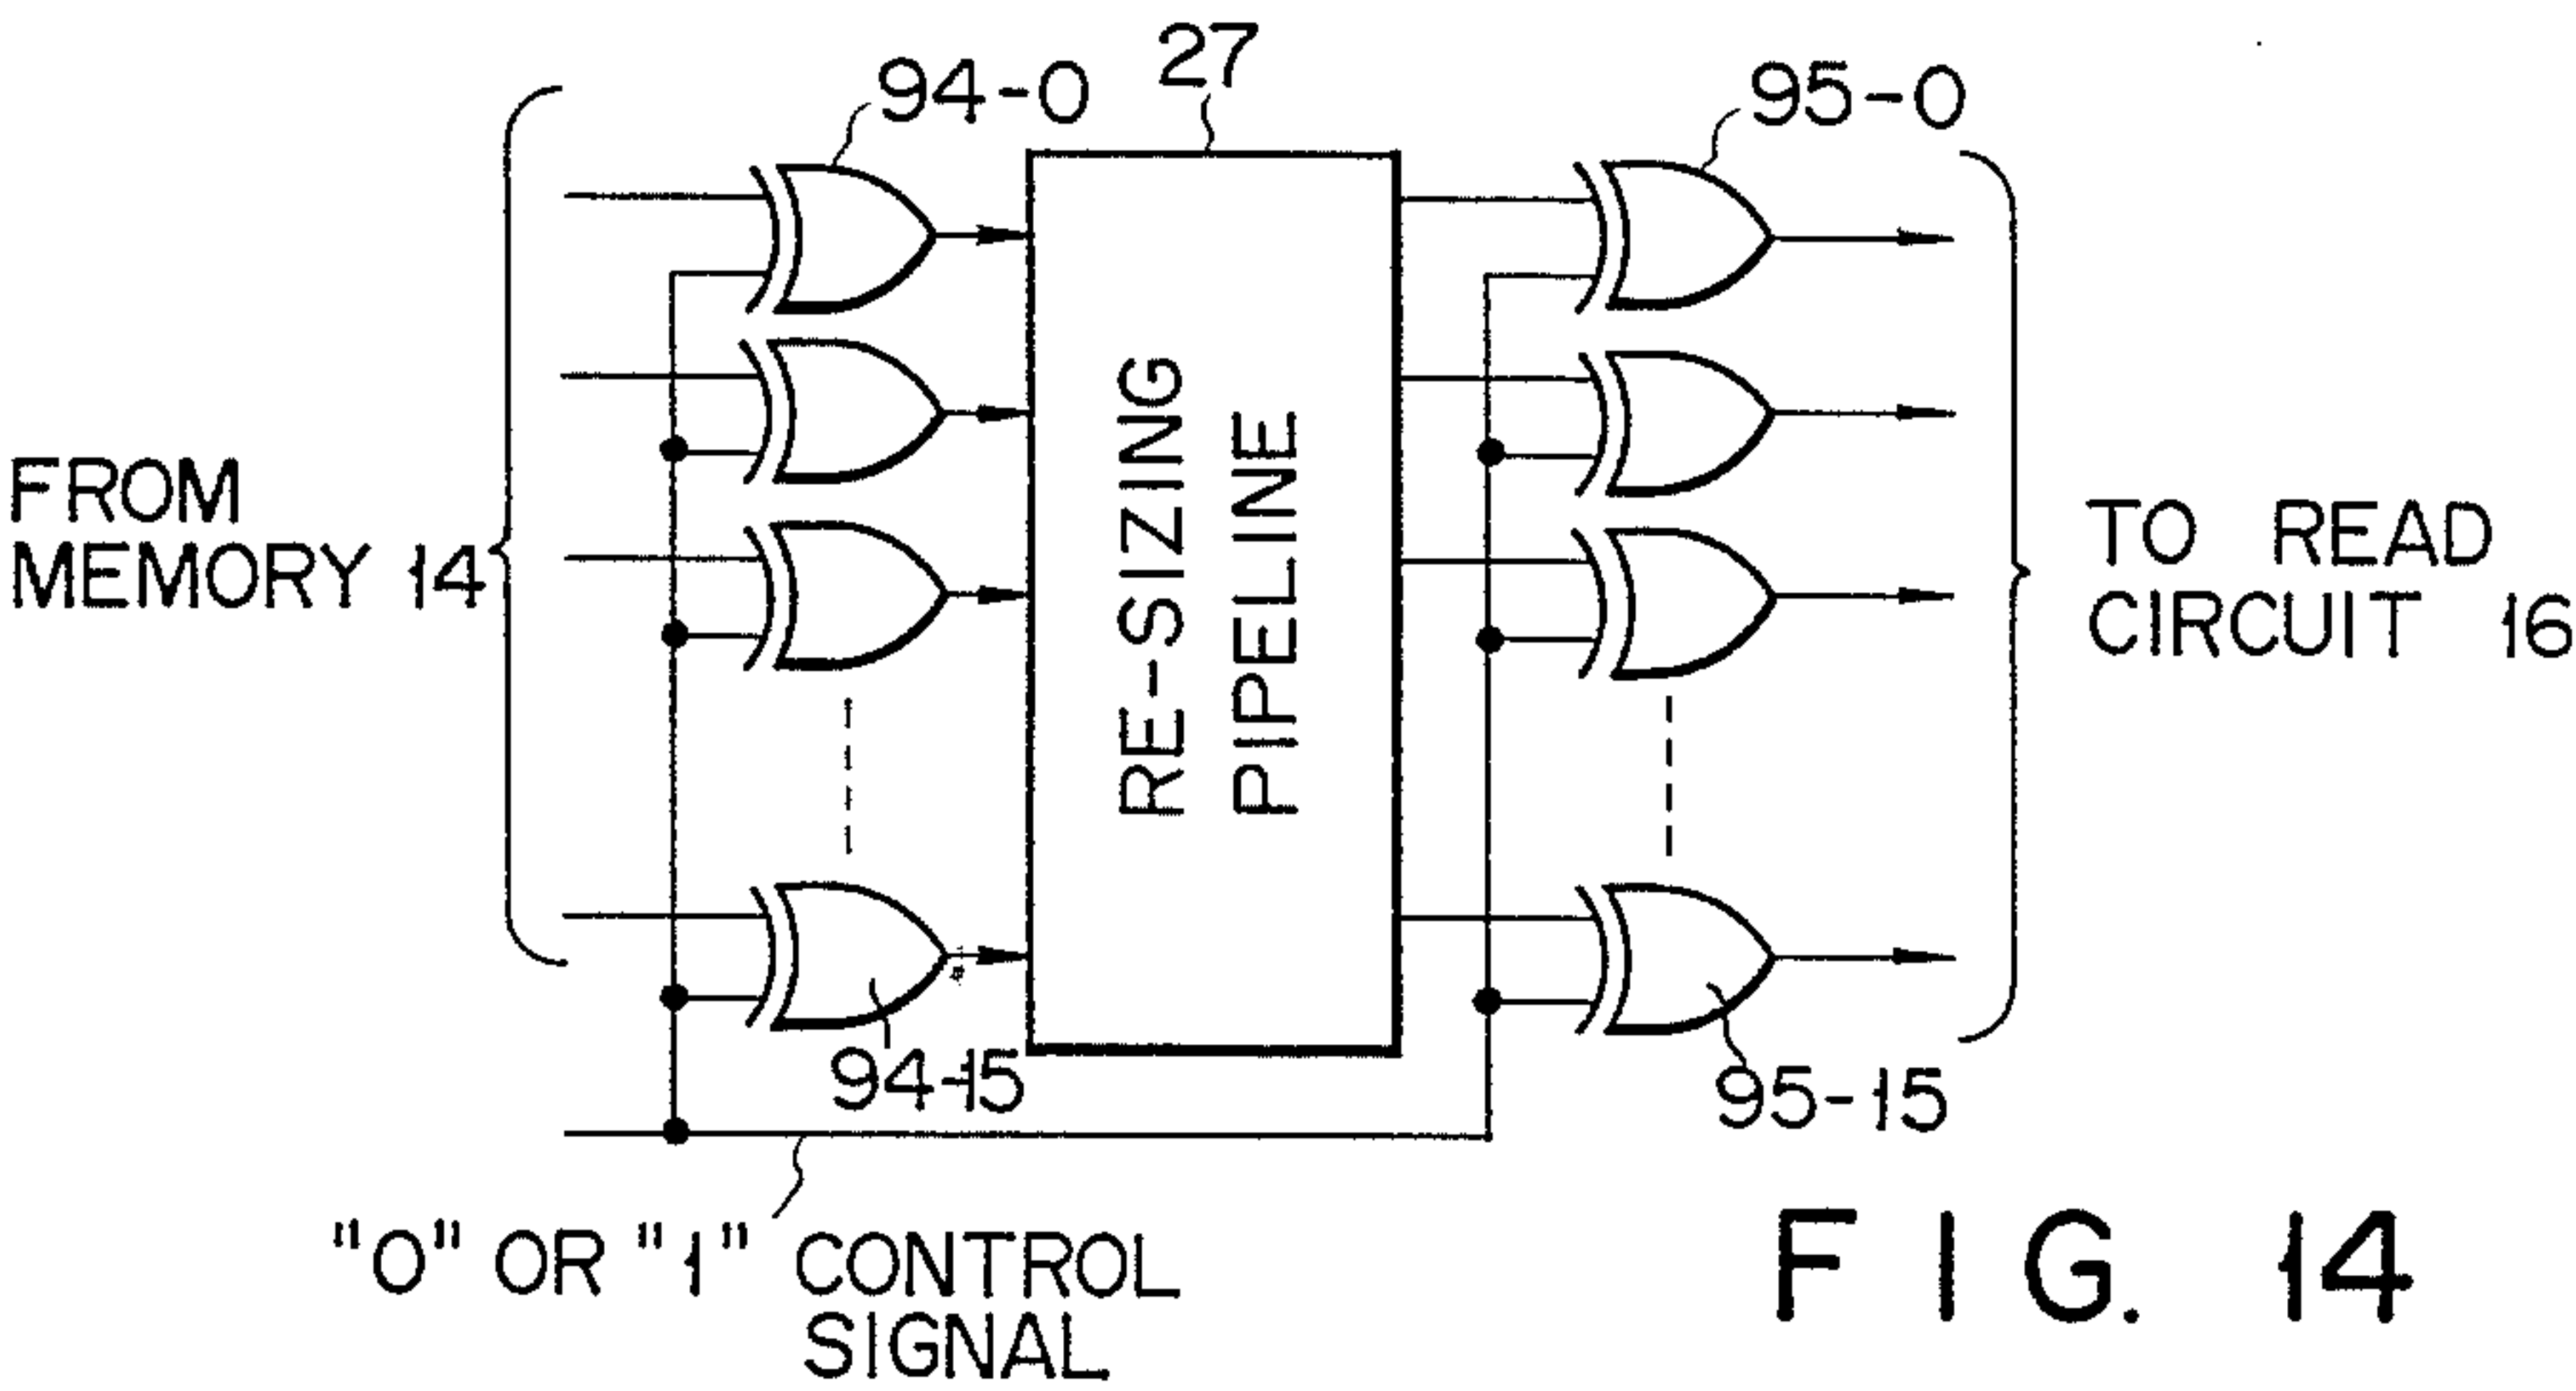 27
94-0
95-0
FROM
MEMORY 14
RE-SIZING
PIPELINE
TO READ
CIRCUIT 16
94-15
95-15
"0" OR "1" CONTROL
SIGNAL
FIG. 14